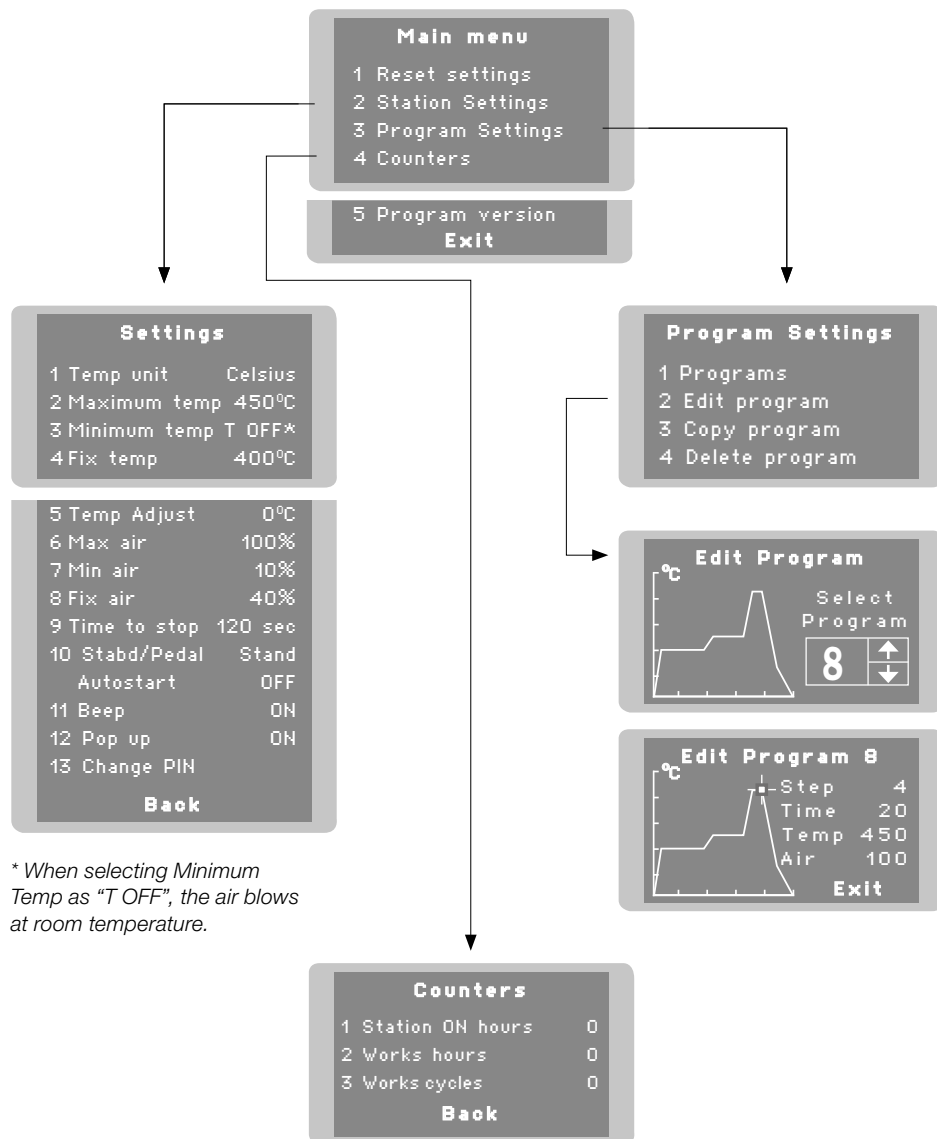 Main menu
1 Reset settings
2 Station Settings
3 Program Settings
4 Counters
5 Program version
Exit
Settings
1 Temp unit Celsius
2 Maximum temp 450ºC
3 Minimum temp T OFF*
4 Fix temp 400ºC
5 Temp Adjust 0ºC
6 Max air 100%
7 Min air 10%
8 Fix air 40%
9 Time to stop 120 sec
10 Stabd/Pedal Stand
Autostart OFF
11 Beep ON
12 Pop up ON
13 Change PIN
Back
* When selecting Minimum
Temp as “T OFF”, the air blows
at room temperature.
Program Settings
1 Programs
2 Edit program
3 Copy program
4 Delete program
Edit Program
ºC
Select
Program
8
Edit Program 8
ºC
Step 4
Time 20
Temp 450
Air 100
Exit
Counters
1 Station ON hours 0
2 Works hours 0
3 Works cycles 0
Back